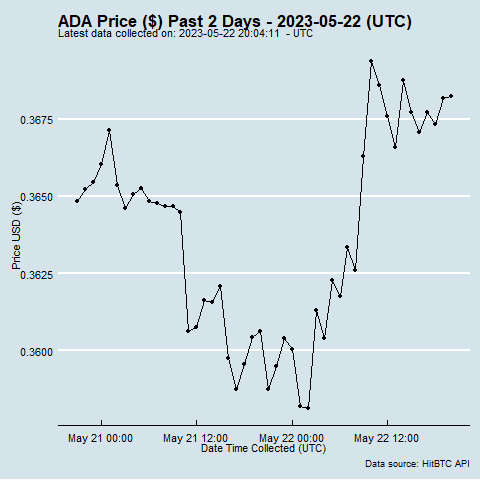 ADA Price ($) Past 2 Days - 2023-05-22 (UTC)
Latest data collected on: 2023-05-22 20:04:11 - UTC
Price USD ($)
0.3675
0.3650
0.3625
0.3600
May 21 00:00 May 21 12:00 May 22 00:00 May 22 12:00
Date Time Collected (UTC)
Data source: HitBTC API